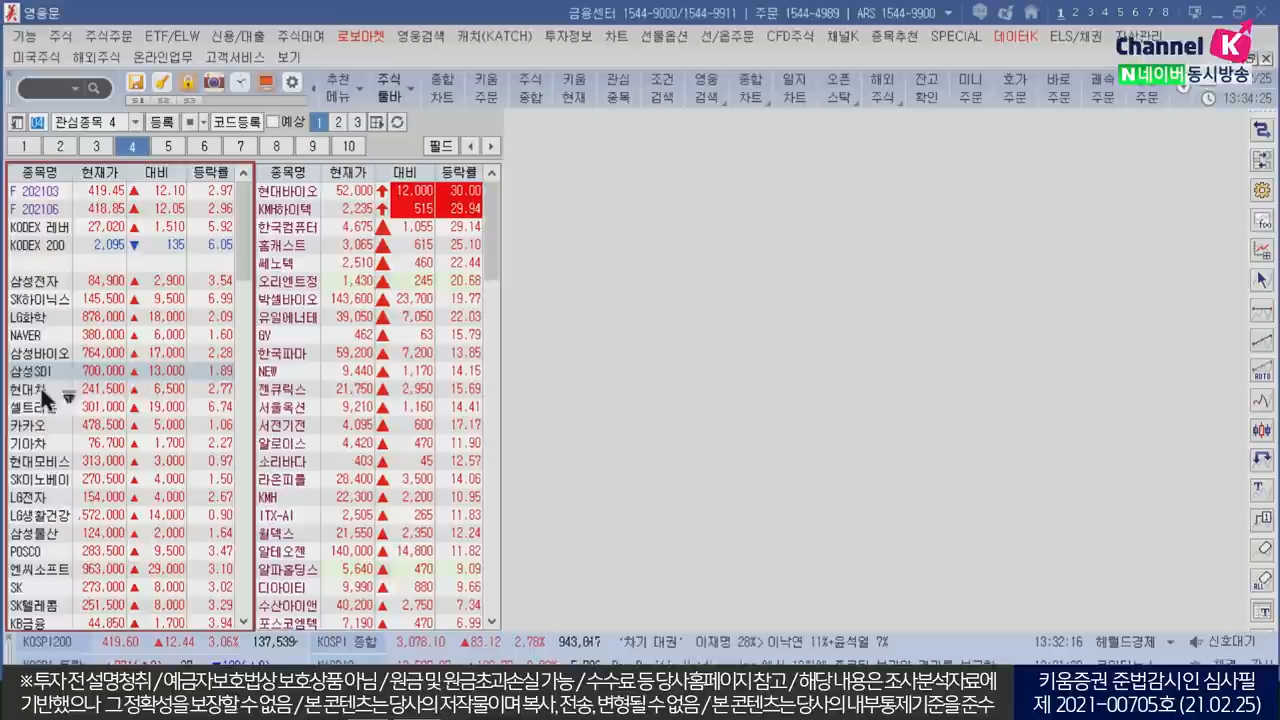 영웅문
금융센터 1544-9000/1544-9911 | 주문 1544-4989 | ARS 1544-9900
1 2 3 4 5 6 7 8
기능 주식 주식주문 ETF/ELW 신용/대출 주식대여 로보마켓 영웅검색 캐치(KATCH) 투자정보 차트 선물옵션 선/옵주문 CFD주식 채널K 종목추천 SPECIAL 데이터K ELS/채권 자산관리
Channel K
미국주식 해외주식 온라인업무 고객서비스 보기
N네이버 동시방송
추천 메뉴
주식 툴바
종합 차트
키움 주문
주식 종합
키움 현재
관심 종목
조건 검색
영웅 검색
종합 차트
일지 차트
오픈 스탁
해외 주식
잔고 확인
미니 주문
호가 주문
바로 주문
쾌속 주문
주문
/25
S1 S2 S3
13:34:25
관심종목 4 등록 코드등록 예상 1 2 3
1 2 3 4 5 6 7 8 9 10 필드
종목명 현재가 대비 등락률 종목명 현재가 대비 등락률
F 202103 419.45 ▲ 12.10 2.97 현대바이오 52,000 ↑ 12,000 30.00
F 202106 418.85 ▲ 12.05 2.96 KMH하이텍 2,235 ↑ 515 29.94
KODEX 레버 27,020 ▲ 1,510 5.92 한국컴퓨터 4,675 ▲ 1,055 29.14
KODEX 200 2,095 ▼ 135 6.05 홈캐스트 3,065 ▲ 615 25.10
쎄노텍 2,510 ▲ 460 22.44
삼성전자 84,900 ▲ 2,900 3.54 오리엔트정 1,430 ▲ 245 20.68
SK하이닉스 145,500 ▲ 9,500 6.99 박셀바이오 143,600 ▲ 23,700 19.77
LG화학 878,000 ▲ 18,000 2.09 유일에너테 39,050 ▲ 7,050 22.03
NAVER 380,000 ▲ 6,000 1.60 GV 462 ▲ 63 15.79
삼성바이오 764,000 ▲ 17,000 2.28 한국파마 59,200 ▲ 7,200 13.85
삼성SDI 700,000 ▲ 13,000 1.89 NEW 9,440 ▲ 1,170 14.15
현대차 241,500 ▲ 6,500 2.77 젠큐릭스 21,750 ▲ 2,950 15.69
셀트리온 301,000 ▲ 19,000 6.74 서울옥션 9,210 ▲ 1,160 14.41
카카오 478,500 ▲ 5,000 1.06 서전기전 4,095 ▲ 600 17.17
기아차 76,700 ▲ 1,700 2.27 알로이스 4,420 ▲ 470 11.90
현대모비스 313,000 ▲ 3,000 0.97 소리바다 403 ▲ 45 12.57
SK이노베이 270,500 ▲ 4,000 1.50 라온피플 28,400 ▲ 3,500 14.06
LG전자 154,000 ▲ 4,000 2.67 KMH 22,300 ▲ 2,200 10.95
LG생활건강 ,572,000 ▲ 14,000 0.90 ITX-AI 2,505 ▲ 265 11.83
삼성물산 124,000 ▲ 2,000 1.64 월덱스 21,550 ▲ 2,350 12.24
POSCO 283,500 ▲ 9,500 3.47 알테오젠 140,000 ▲ 14,800 11.82
엔씨소프트 963,000 ▲ 29,000 3.10 알파홀딩스 5,640 ▲ 470 9.09
SK 273,000 ▲ 8,000 3.02 디아이티 9,990 ▲ 880 9.66
SK텔레콤 251,500 ▲ 8,000 3.29 수산아이앤 40,200 ▲ 2,750 7.34
KB금융 44,850 ▲ 1,700 3.94 포스코엠텍 7,190 ▲ 470 6.99
KOSPI200 419.60 ▲12.44 3.06% 137,539 KOSPI 종합 3,078.10 ▲83.12 2.78% 943,647 '차기 대권' 이재명 28%> 이낙연 11%+윤석열 7% 13:32:16 헤럴드경제 신호대기
※투자 전 설명청취 / 예금자보호법상 보호상품 아님 / 원금 및 원금초과손실 가능 / 수수료 등 당사홈페이지 참고 / 해당 내용은 조사분석자료에
기반했으나 그 정확성을 보장할 수 없음 / 본 콘텐츠는 당사의 저작물이며 복사, 전송, 변형될 수 없음 / 본 콘텐츠는 당사의 내부통제기준을 준수
키움증권 준법감시인 심사필
제 2021-00705호 (21.02.25)